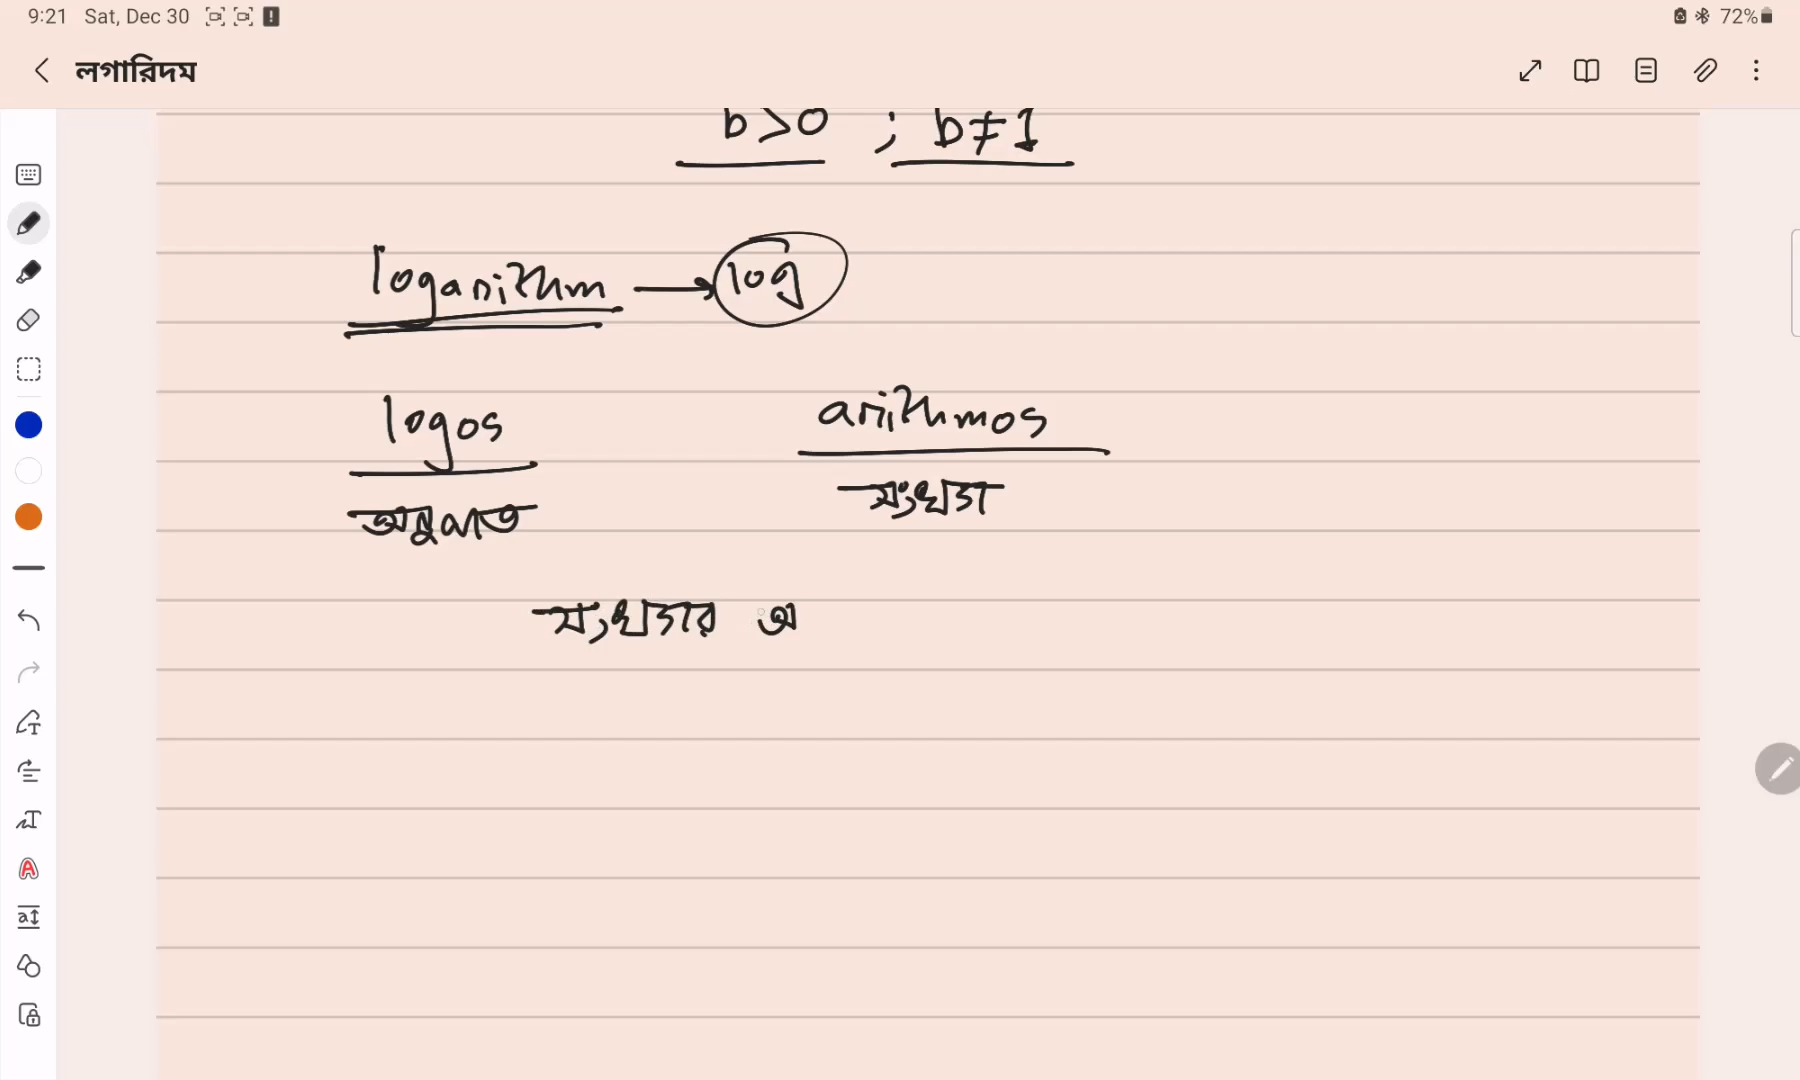 9:21 Sat, Dec 30 72%
লগারিদম
b>0 ; b≠1
logarithm → log
logos arithmos
অনুপাত সংখ্যা
সংখ্যার অ